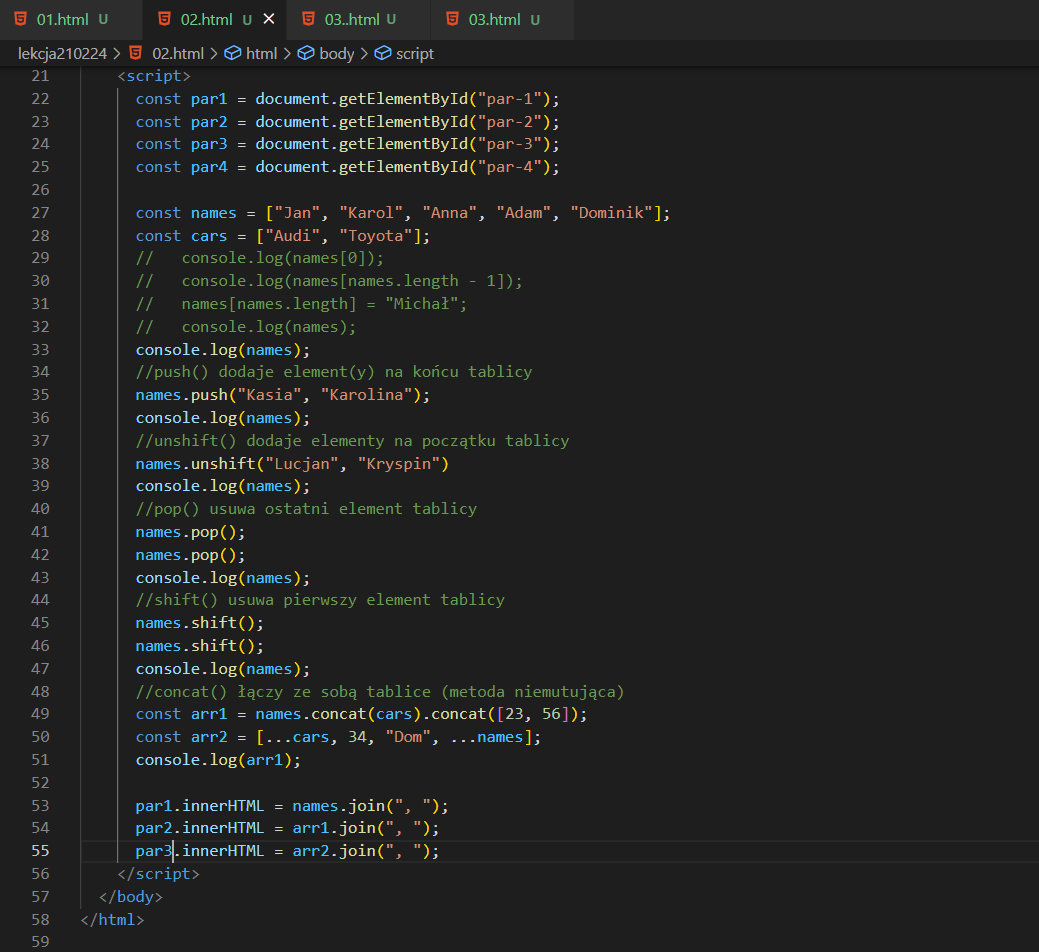 01.html U 02.html U × 03..html U 03.html U
lekcja210224 > 02.html > html > body > script
21 <script>
22 const par1 = document.getElementById("par-1");
23 const par2 = document.getElementById("par-2");
24 const par3 = document.getElementById("par-3");
25 const par4 = document.getElementById("par-4");
26
27 const names = ["Jan", "Karol", "Anna", "Adam", "Dominik"];
28 const cars = ["Audi", "Toyota"];
29 //   console.log(names[0]);
30 //   console.log(names[names.length - 1]);
31 //   names[names.length] = "Michał";
32 //   console.log(names);
33 console.log(names);
34 //push() dodaje element(y) na końcu tablicy
35 names.push("Kasia", "Karolina");
36 console.log(names);
37 //unshift() dodaje elementy na początku tablicy
38 names.unshift("Lucjan", "Kryspin")
39 console.log(names);
40 //pop() usuwa ostatni element tablicy
41 names.pop();
42 names.pop();
43 console.log(names);
44 //shift() usuwa pierwszy element tablicy
45 names.shift();
46 names.shift();
47 console.log(names);
48 //concat() łączy ze sobą tablice (metoda niemutująca)
49 const arr1 = names.concat(cars).concat([23, 56]);
50 const arr2 = [...cars, 34, "Dom", ...names];
51 console.log(arr1);
52
53 par1.innerHTML = names.join(", ");
54 par2.innerHTML = arr1.join(", ");
55 par3.innerHTML = arr2.join(", ");
56 </script>
57 </body>
58 </html>
59